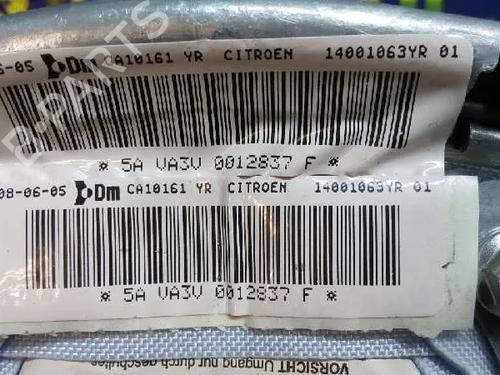 6-05 Dm CA10161 YR CITROEN 14001063YR 01
* 5A VA3V 0012837 F *
08-06-05 Dm CA10161 YR CITROEN 14001063YR 01
* 5A VA3V 0012837 F *
VORSICHT Umgang
nur durch geschultes
B-PARTS